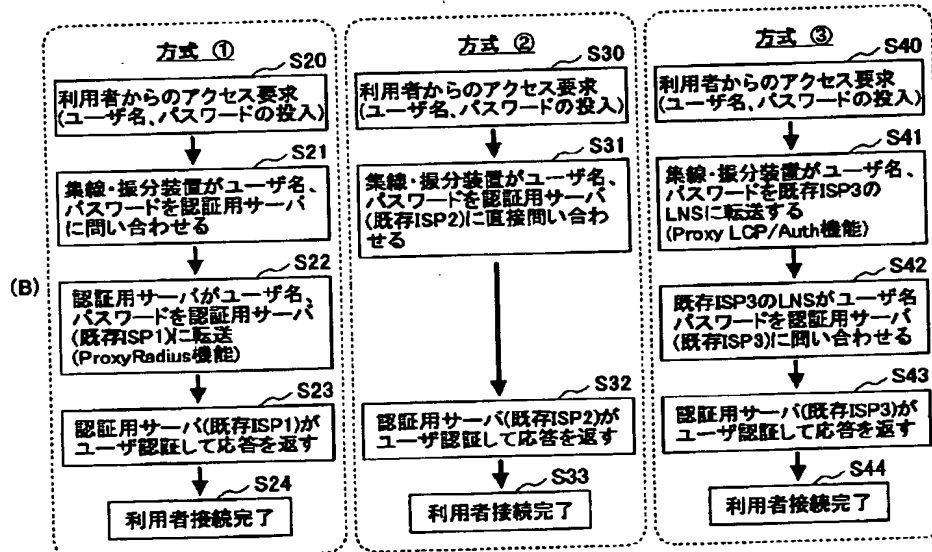 (B)
方式 ①
S20
利用者からのアクセス要求
(ユーザ名、パスワードの投入)
S21
集線・振分装置がユーザ名、
パスワードを認証用サーバ
に問い合わせる
S22
認証用サーバがユーザ名、
パスワードを認証用サーバ
(既存ISP1)に転送
(ProxyRadius機能)
S23
認証用サーバ(既存ISP1)が
ユーザ認証して応答を返す
S24
利用者接続完了
方式 ②
S30
利用者からのアクセス要求
(ユーザ名、パスワードの投入)
S31
集線・振分装置がユーザ名、
パスワードを認証用サーバ
(既存ISP2)に直接問い合わ
せる
S32
認証用サーバ(既存ISP2)が
ユーザ認証して応答を返す
S33
利用者接続完了
方式 ③
S40
利用者からのアクセス要求
(ユーザ名、パスワードの投入)
S41
集線・振分装置がユーザ名、
パスワードを既存ISP3の
LNSに転送する
(Proxy LCP/Auth機能)
S42
既存ISP3のLNSがユーザ名
パスワードを認証用サーバ
(既存ISP3)に問い合わせる
S43
認証用サーバ(既存ISP3)が
ユーザ認証して応答を返す
S44
利用者接続完了